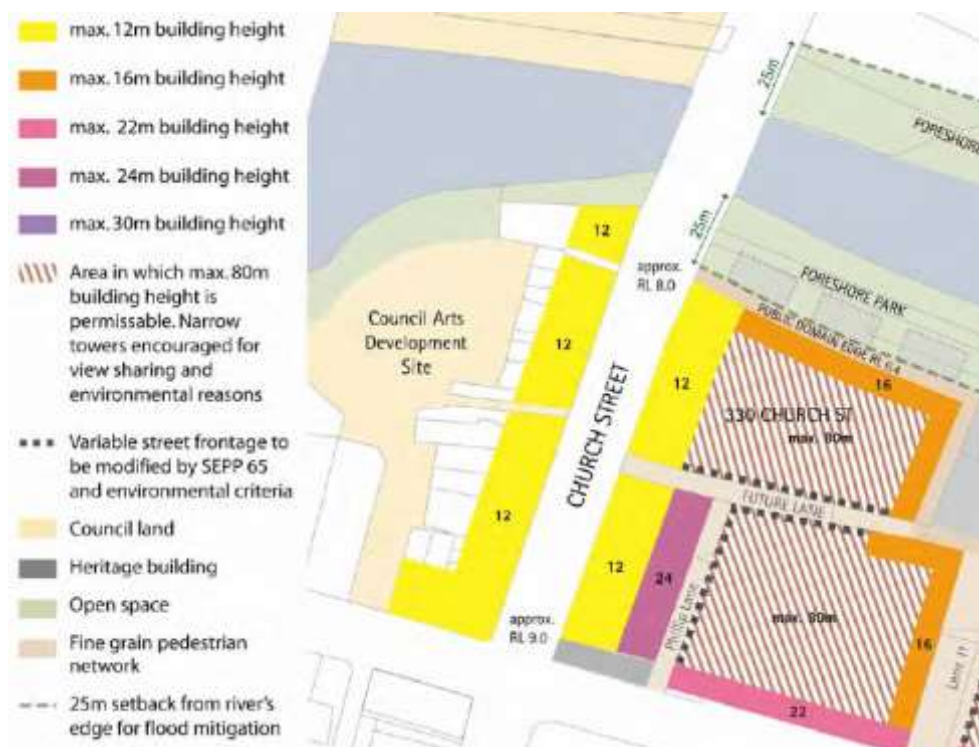 max. 12m building height
max. 16m building height
max. 22m building height
max. 24m building height
max. 30m building height
Area in which max. 80m
building height is
permissable. Narrow
towers encouraged for
view sharing and
environmental reasons
Variable street frontage to
be modified by SEPP 65
and environmental criteria
Council land
Heritage building
Open space
Fine grain pedestrian
network
25m setback from river's
edge for flood mitigation
25m
FORESHORE
25m
12
approx.
RL 8.0
FORESHORE PARK
PUBLIC DOMAIN EDGE RL 6.4
Council Arts
Development
Site
12
CHURCH STREET
12
16
330 CHURCH ST
max. 80m
12
FUTURE LANE
12
24
Phillip Lane
max. 80m
16
approx.
RL 9.0
22